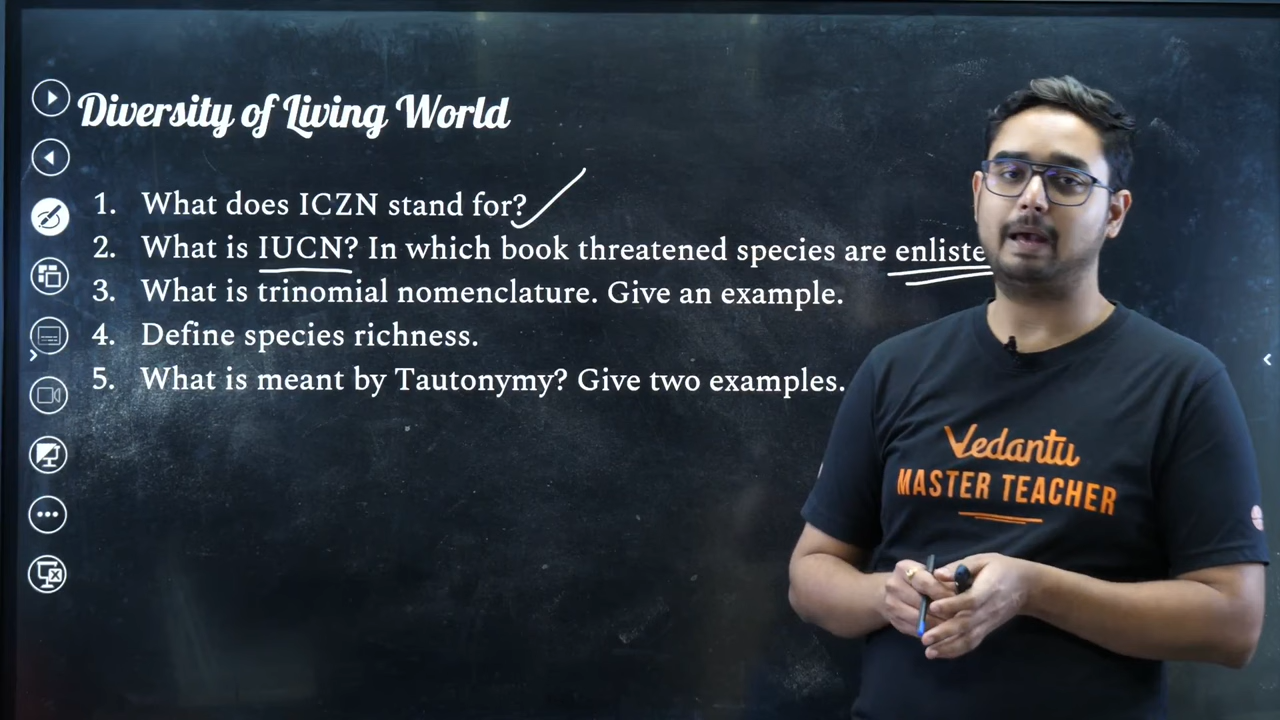 Diversity of Living World
1. What does ICZN stand for?
2. What is IUCN? In which book threatened species are
3. What is trinomial nomenclature. Give an example.
4. Define species richness.
5. What is meant by Tautonymy? Give two examples.
Vedantu
MASTER TEACHER